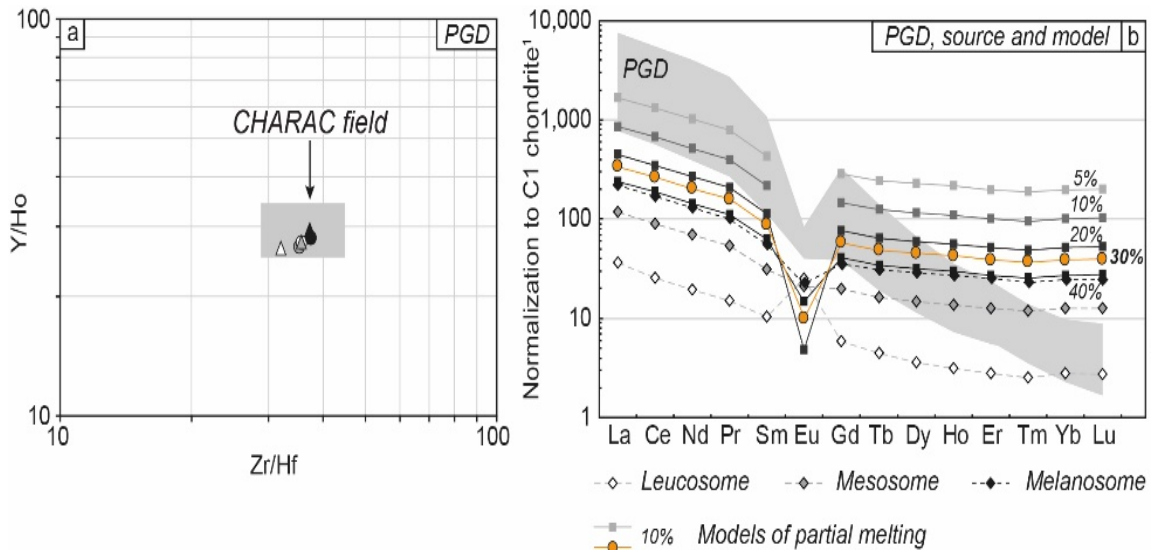 100
a
PGD
CHARAC field
Y/Ho
10
10
100
Zr/Hf
10,000
PGD, source and model
b
PGD
1,000
100
10
1
Normalization to C1 chondrite¹
5%
10%
20%
30%
40%
La Ce Nd Pr Sm Eu Gd Tb Dy Ho Er Tm Yb Lu
Leucosome Mesosome Melanosome
10% Models of partial melting